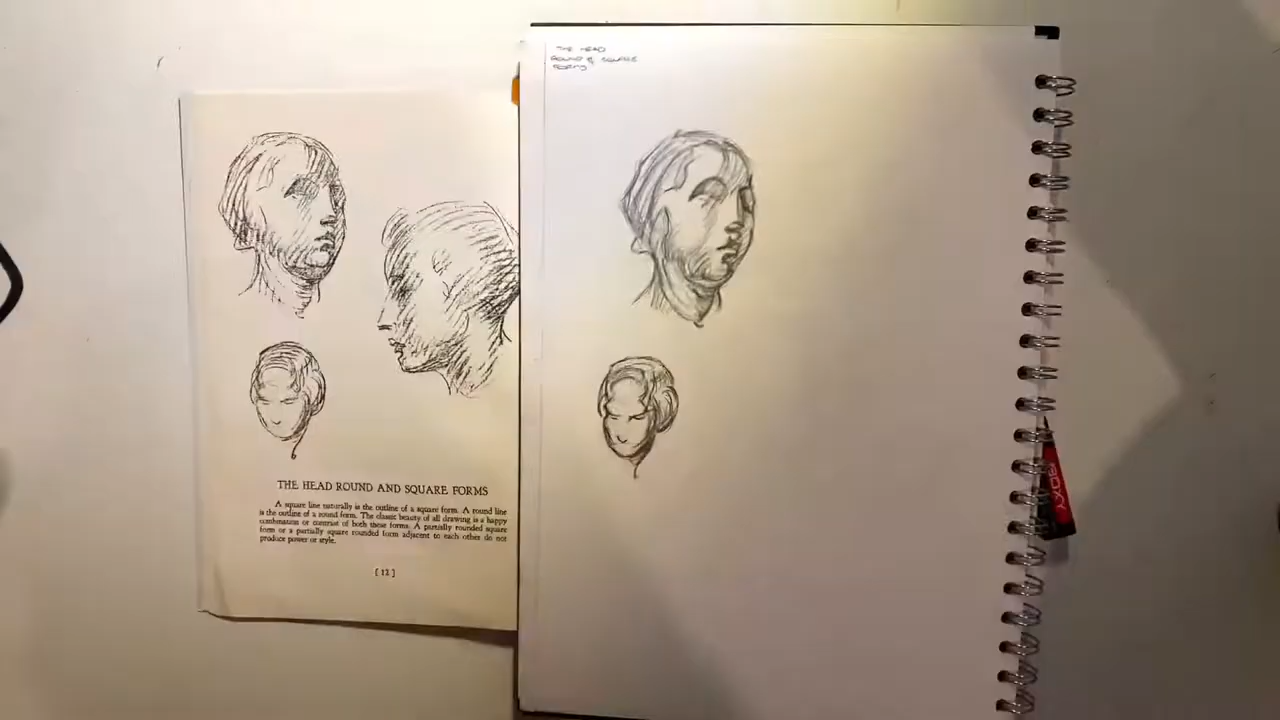 THE HEAD
ROUND & SQUARE
FORMS
THE HEAD ROUND AND SQUARE FORMS
A square line naturally is the outline of a square form. A round line
is the outline of a round form. The classic beauty of all drawing is a happy
combination or contrast of both these forms. A partially rounded square
form or a partially square rounded form adjacent to each other do not
produce power or style.
[ 12 ]